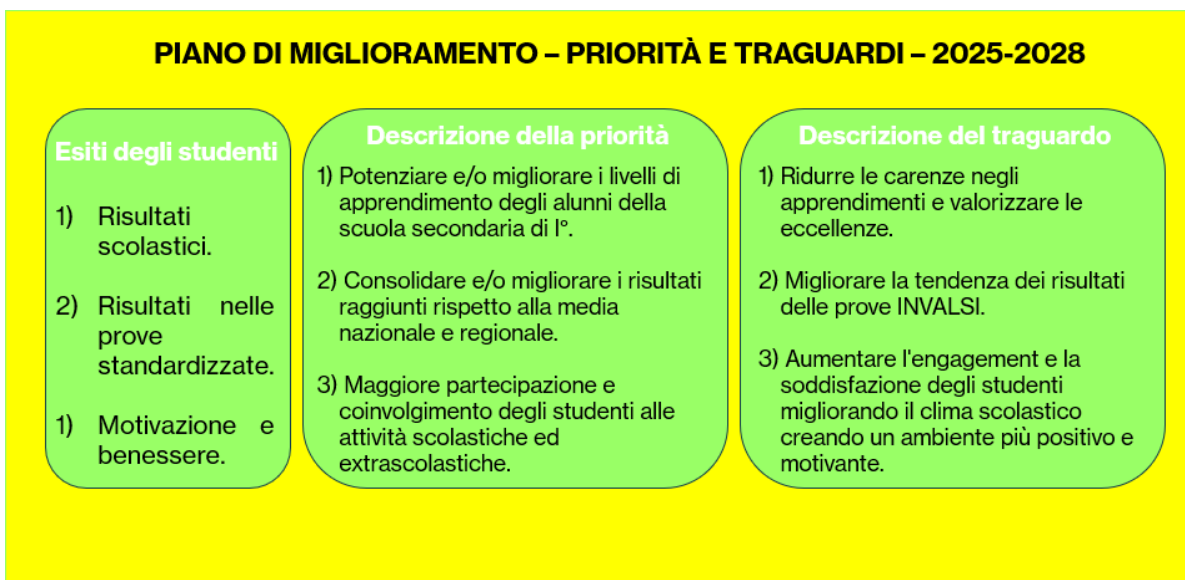 PIANO DI MIGLIORAMENTO – PRIORITÀ E TRAGUARDI – 2025-2028
Esiti degli studenti
1) Risultati
scolastici.
2) Risultati nelle
prove
standardizzate.
1) Motivazione e
benessere.
Descrizione della priorità
1) Potenziare e/o migliorare i livelli di
apprendimento degli alunni della
scuola secondaria di I°.
2) Consolidare e/o migliorare i risultati
raggiunti rispetto alla media
nazionale e regionale.
3) Maggiore partecipazione e
coinvolgimento degli studenti alle
attività scolastiche ed
extrascolastiche.
Descrizione del traguardo
1) Ridurre le carenze negli
apprendimenti e valorizzare le
eccellenze.
2) Migliorare la tendenza dei risultati
delle prove INVALSI.
3) Aumentare l'engagement e la
soddisfazione degli studenti
migliorando il clima scolastico
creando un ambiente più positivo e
motivante.